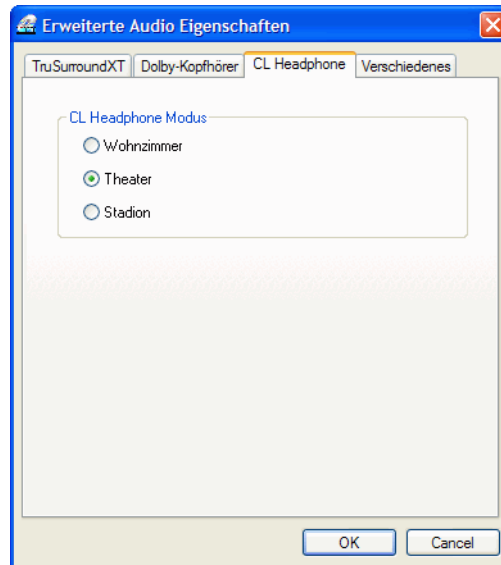 Erweiterte Audio Eigenschaften
TruSurroundXT Dolby-Kopfhörer CL Headphone Verschiedenes
CL Headphone Modus
Wohnzimmer
Theater
Stadion
OK Cancel